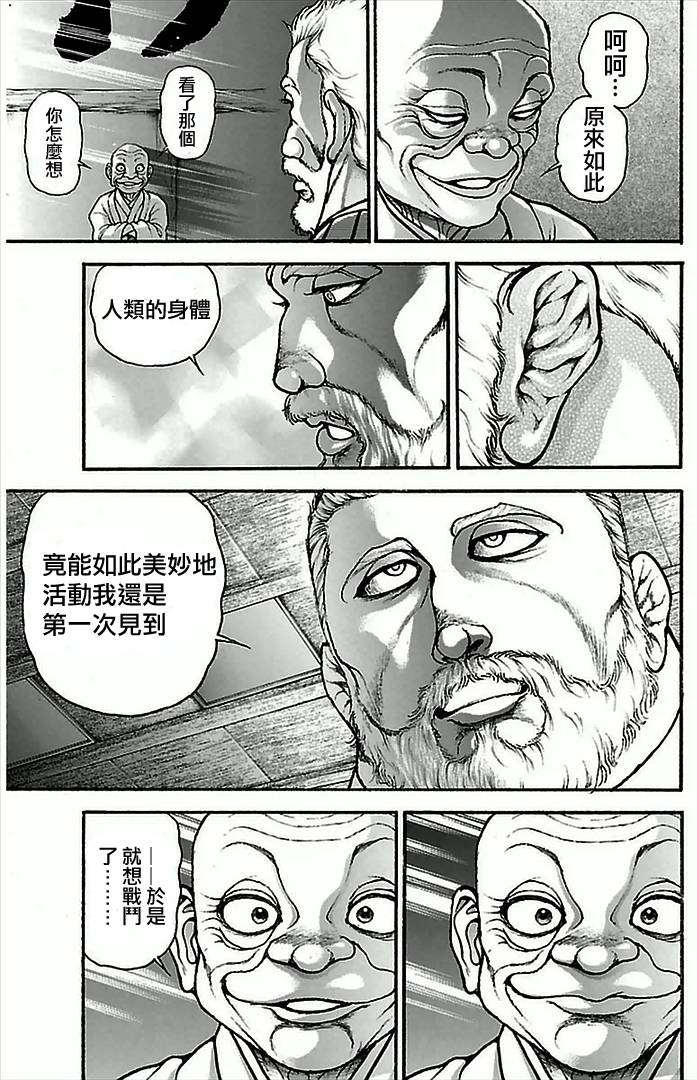 呵呵…
原來如此
看了那個
你怎麼想
人類的身體
竟能如此美妙地
活動我還是
第一次見到
——於是
就想戰鬥
了………